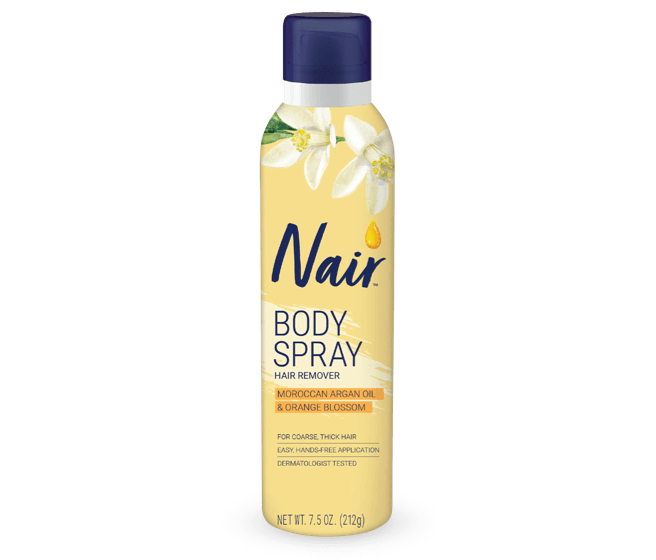 Nair™
BODY
SPRAY
HAIR REMOVER
MOROCCAN ARGAN OIL
& ORANGE BLOSSOM
FOR COARSE, THICK HAIR
EASY, HANDS-FREE APPLICATION
DERMATOLOGIST TESTED
NET WT. 7.5 OZ. (212g)